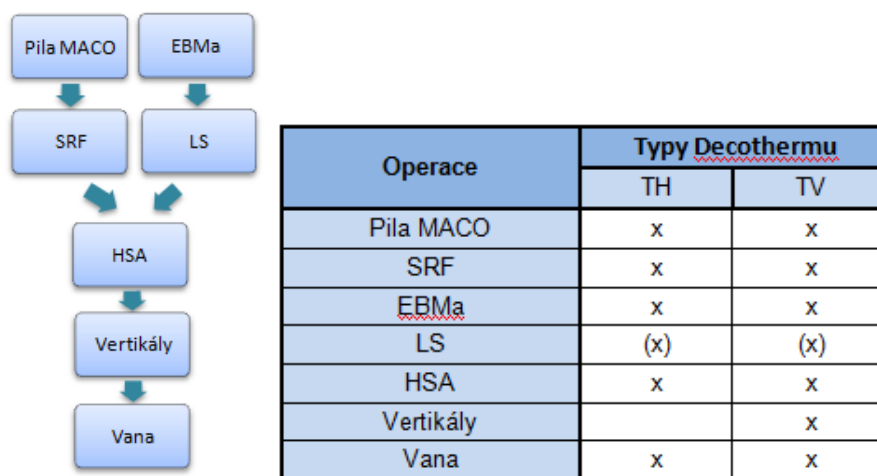 Pila MACO EBMa
SRF LS
HSA
Vertikály
Vana
Operace Typy Decothermu
TH TV
Pila MACO x x
SRF x x
EBMa x x
LS (x) (x)
HSA x x
Vertikály x
Vana x x